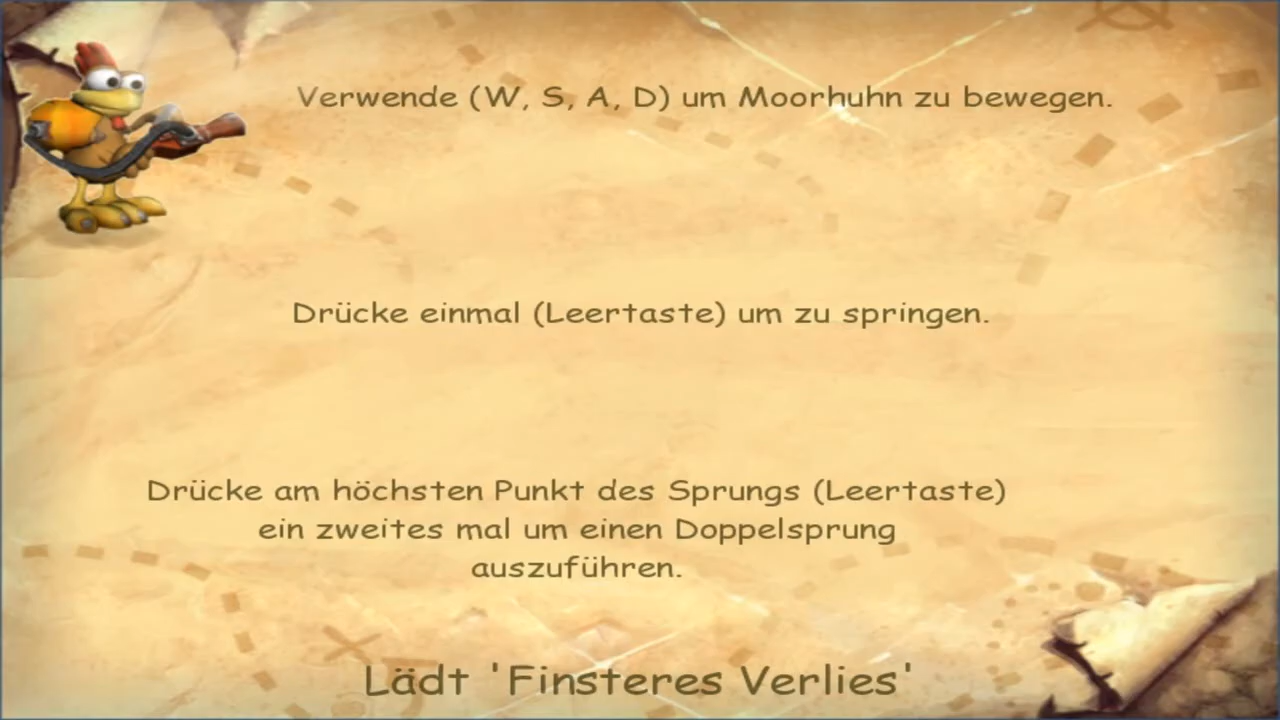 Verwende (W, S, A, D) um Moorhuhn zu bewegen.
Drücke einmal (Leertaste) um zu springen.
Drücke am höchsten Punkt des Sprungs (Leertaste)
ein zweites mal um einen Doppelsprung
auszuführen.
Lädt 'Finsteres Verlies'